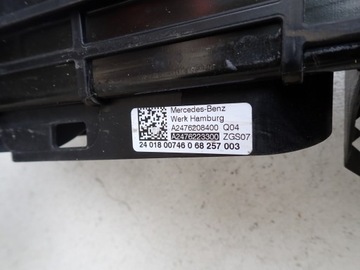 Mercedes-Benz
Werk Hamburg
A2476208400 Q04
A2476223300 ZGS07
24 018 00746 0 68 257 003